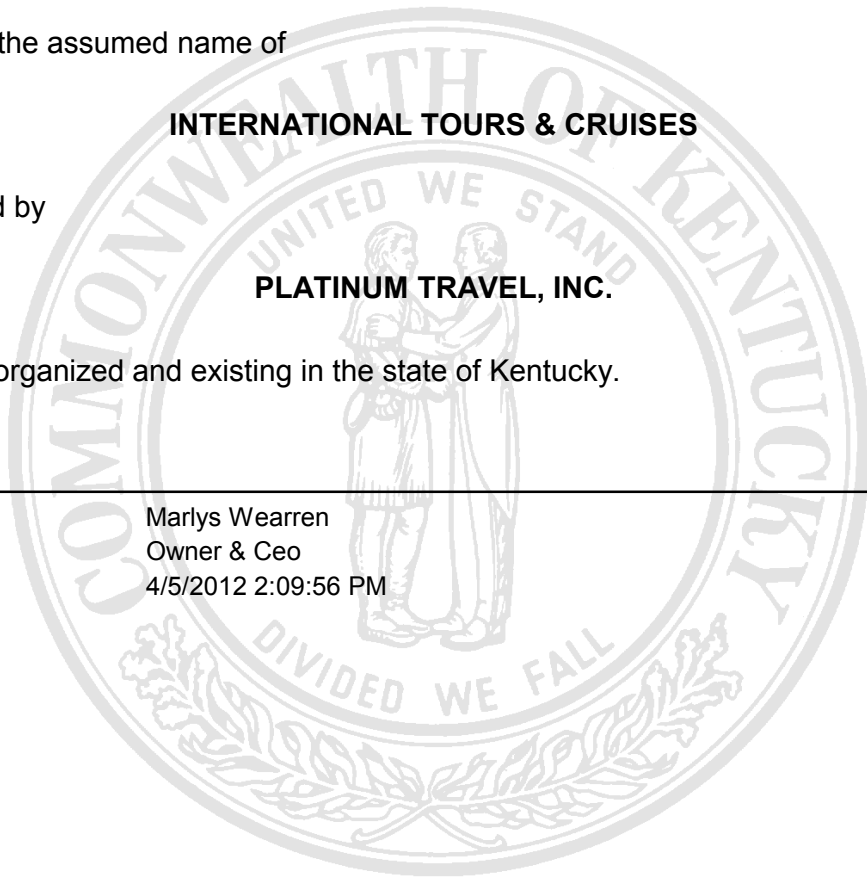 the assumed name of
INTERNATIONAL TOURS & CRUISES
d by
PLATINUM TRAVEL, INC.
organized and existing in the state of Kentucky.
Marlys Wearren
Owner & Ceo
4/5/2012 2:09:56 PM
COMMONWEALTH OF KENTUCKY
UNITED WE STAND
DIVIDED WE FALL